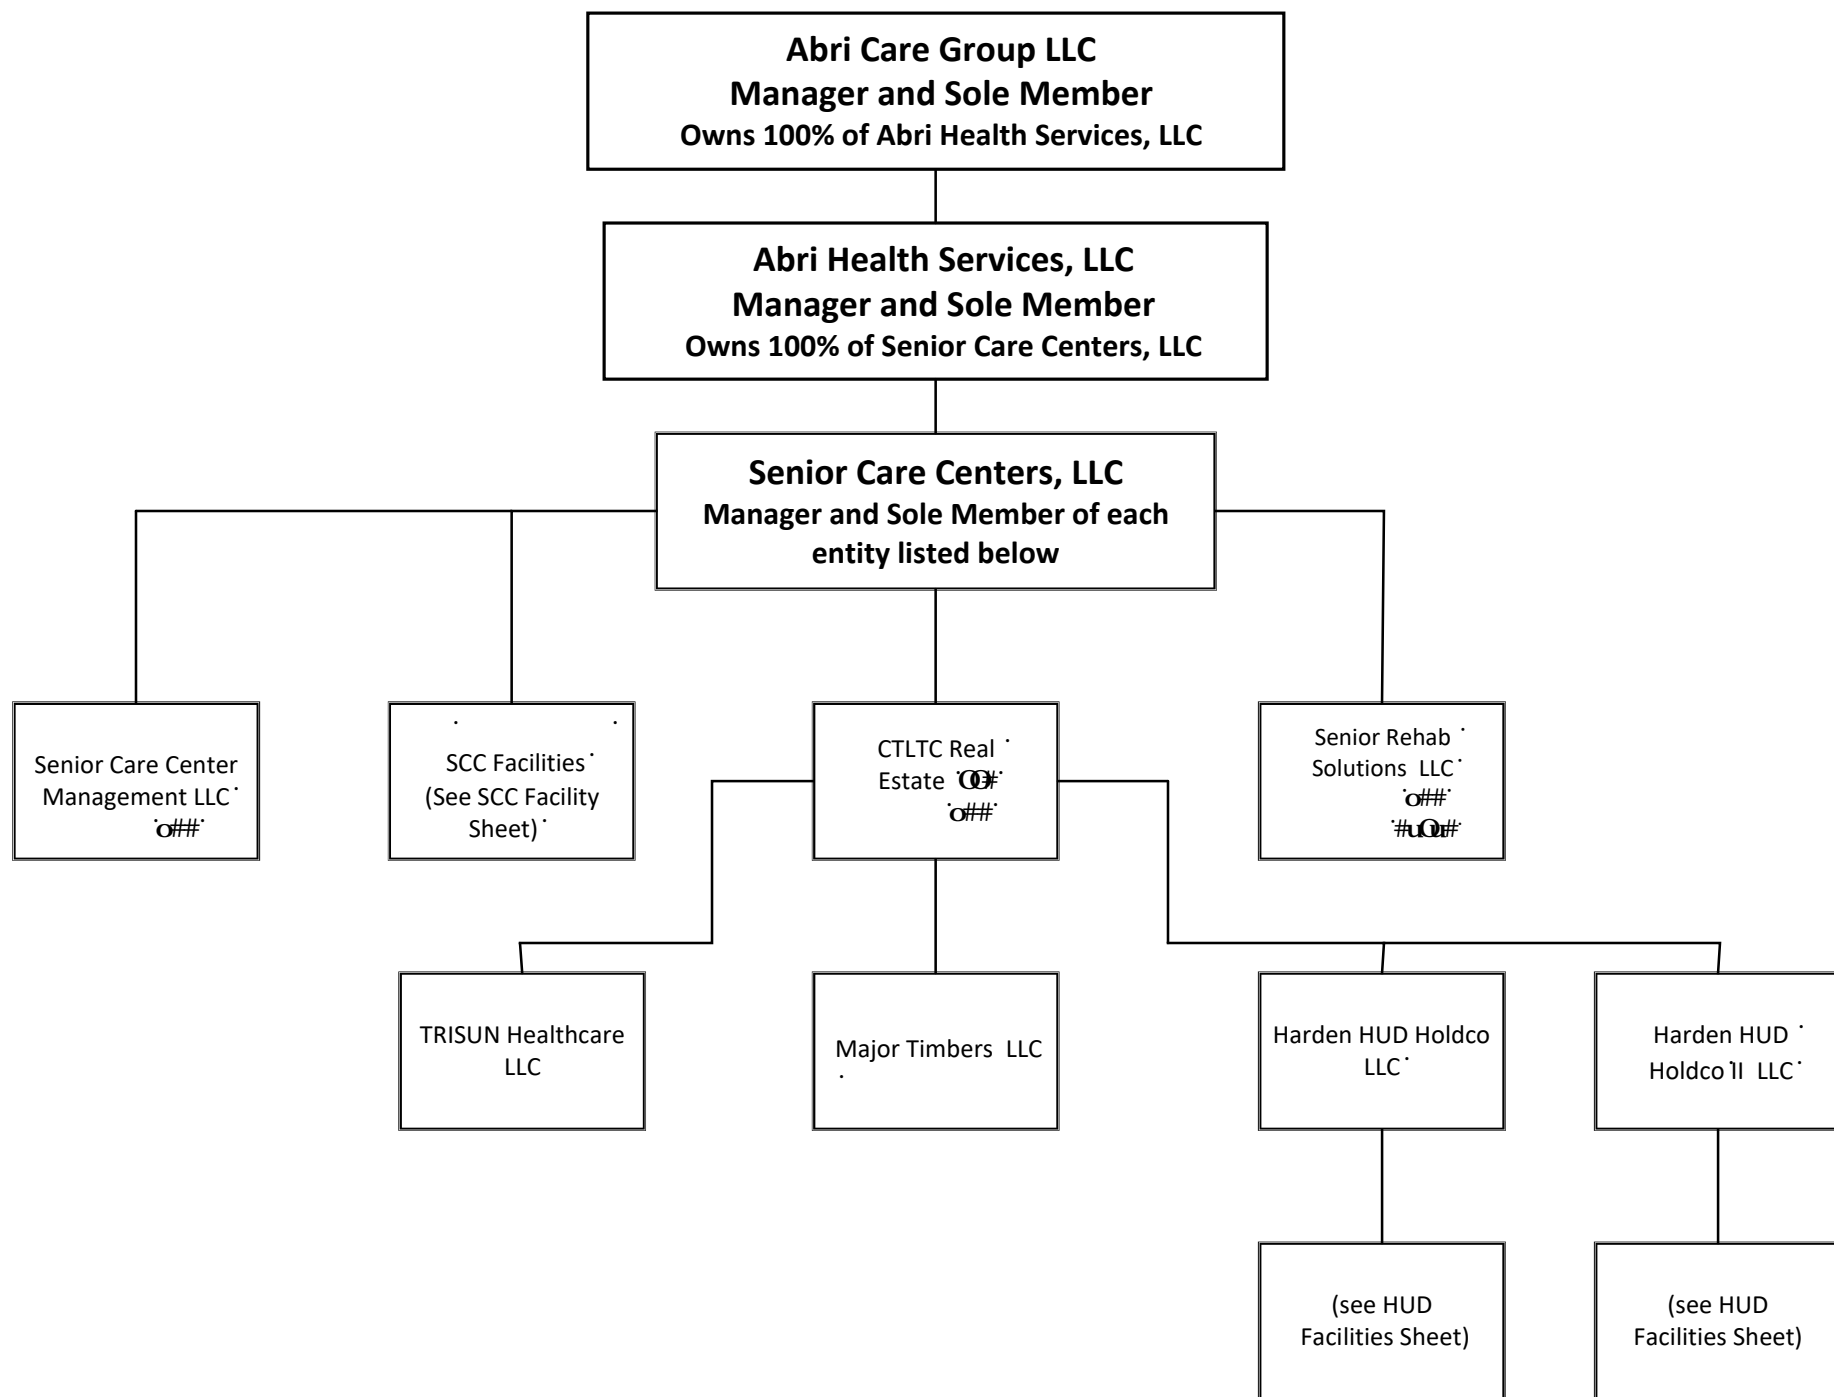 Abri Care Group LLC
Manager and Sole Member
Owns 100% of Abri Health Services, LLC
Abri Health Services, LLC
Manager and Sole Member
Owns 100% of Senior Care Centers, LLC
Senior Care Centers, LLC
Manager and Sole Member of each
entity listed below
Senior Care Center
Management LLC
SCC Facilities
(See SCC Facility
Sheet)
CTLTC Real
Estate
Senior Rehab
Solutions LLC
TRISUN Healthcare
LLC
Major Timbers LLC
Harden HUD Holdco
LLC
Harden HUD
Holdco II LLC
(see HUD
Facilities Sheet)
(see HUD
Facilities Sheet)